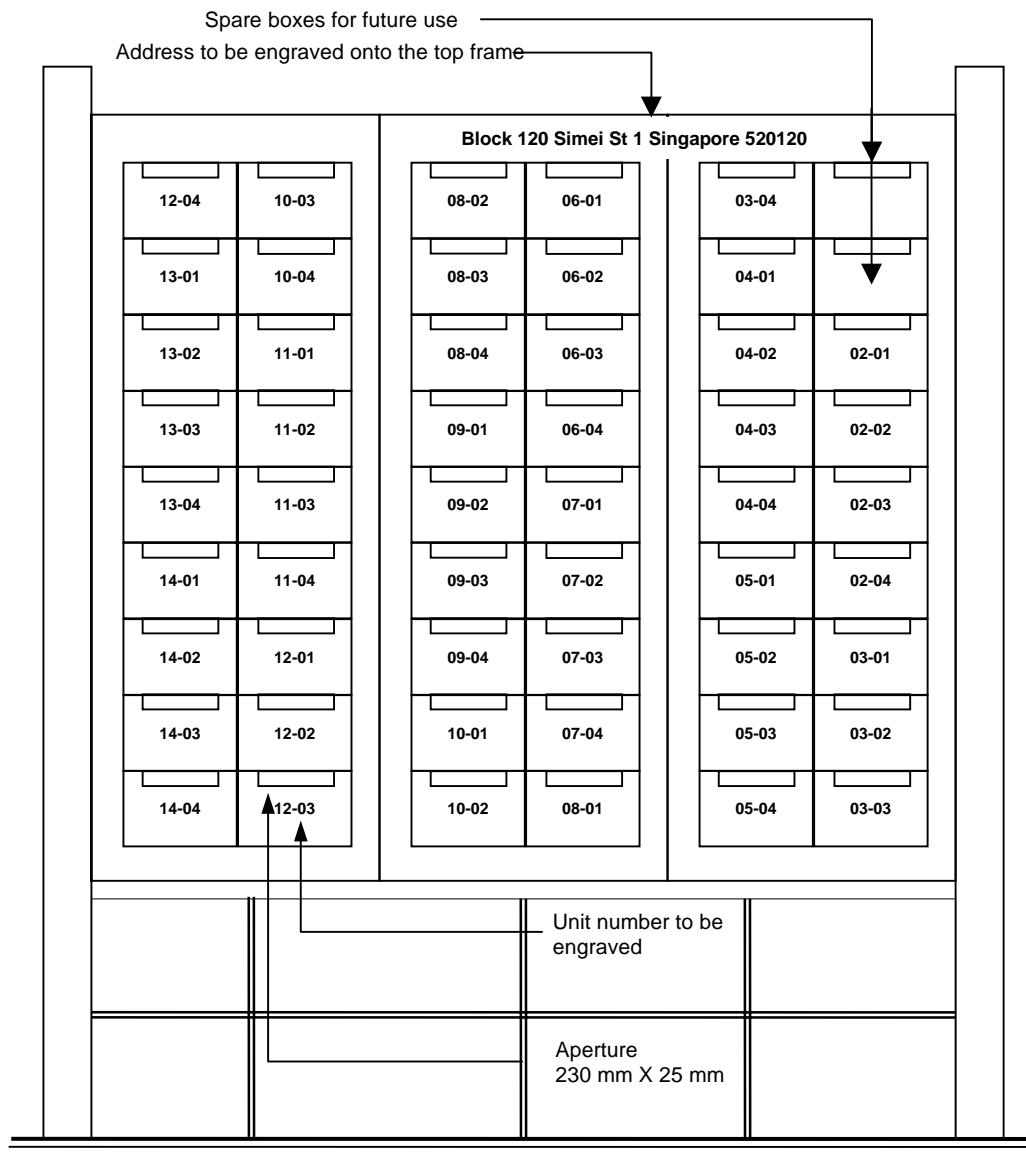 Spare boxes for future use
Address to be engraved onto the top frame
Block 120 Simei St 1 Singapore 520120
12-04 10-03 08-02 06-01 03-04
13-01 10-04 08-03 06-02 04-01
13-02 11-01 08-04 06-03 04-02 02-01
13-03 11-02 09-01 06-04 04-03 02-02
13-04 11-03 09-02 07-01 04-04 02-03
14-01 11-04 09-03 07-02 05-01 02-04
14-02 12-01 09-04 07-03 05-02 03-01
14-03 12-02 10-01 07-04 05-03 03-02
14-04 12-03 10-02 08-01 05-04 03-03
Unit number to be
engraved
Aperture
230 mm X 25 mm